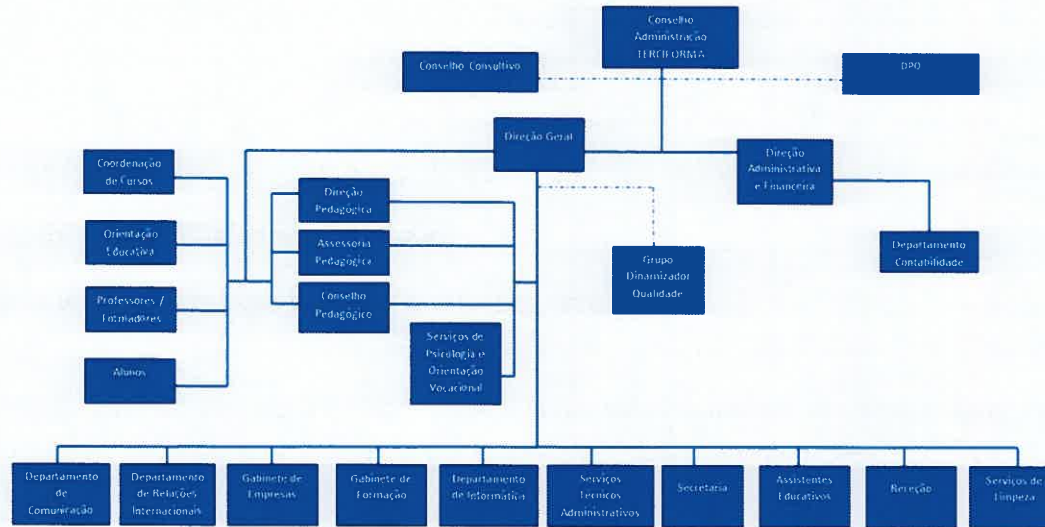 Conselho
Administração
TERCIFORMA
Conselho Consultivo
DPO
Direção Geral
Direção
Administrativa
e Financeira
Coordenação
de Cursos
Direção
Pedagógica
Orientação
Educativa
Assessoria
Pedagógica
Grupo
Dinamizador
Qualidade
Departamento
Contabilidade
Professores /
Formadores
Conselho
Pedagógico
Serviços de
Psicologia e
Orientação
Vocacional
Alunos
Departamento
de
Comunicação
Departamento
de Relações
Internacionais
Gabinete de
Empresas
Gabinete de
Formação
Departamento
de Informática
Serviços
Técnicos
Administrativos
Secretaria
Assistentes
Educativos
Receção
Serviços de
Limpeza